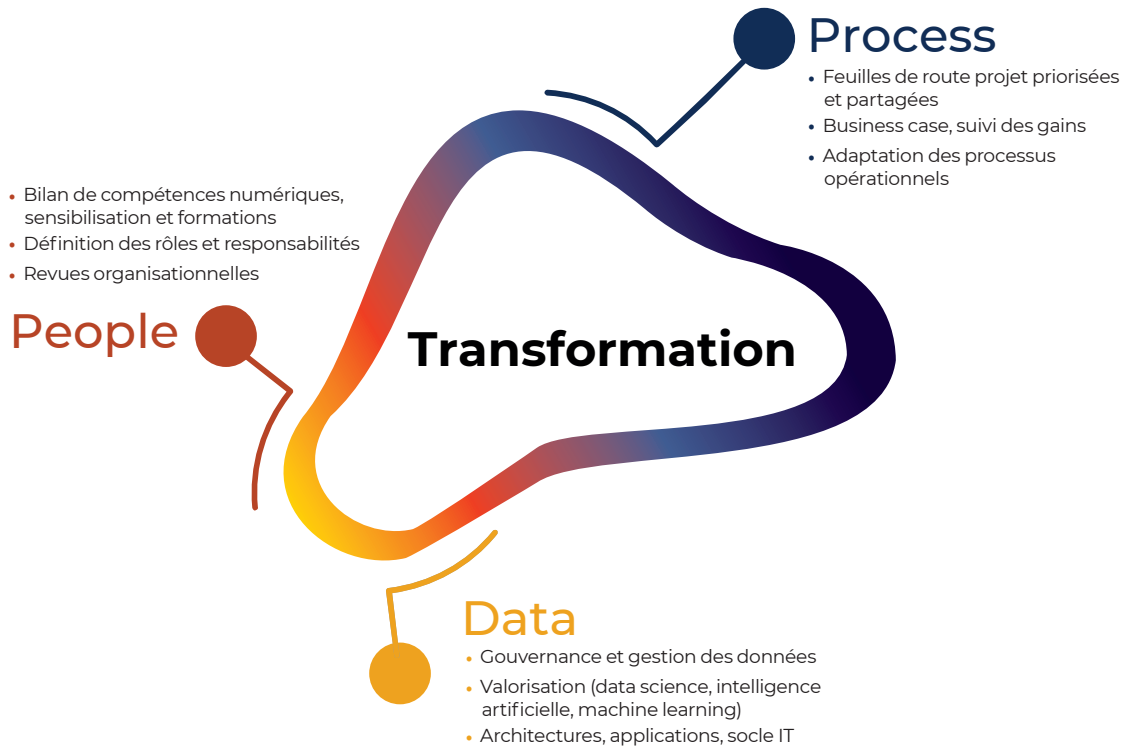 Process
• Feuilles de route projet priorisées
et partagées
• Business case, suivi des gains
• Adaptation des processus
opérationnels
• Bilan de compétences numériques,
sensibilisation et formations
• Définition des rôles et responsabilités
• Revues organisationnelles
People
Transformation
Data
• Gouvernance et gestion des données
• Valorisation (data science, intelligence
artificielle, machine learning)
• Architectures, applications, socle IT